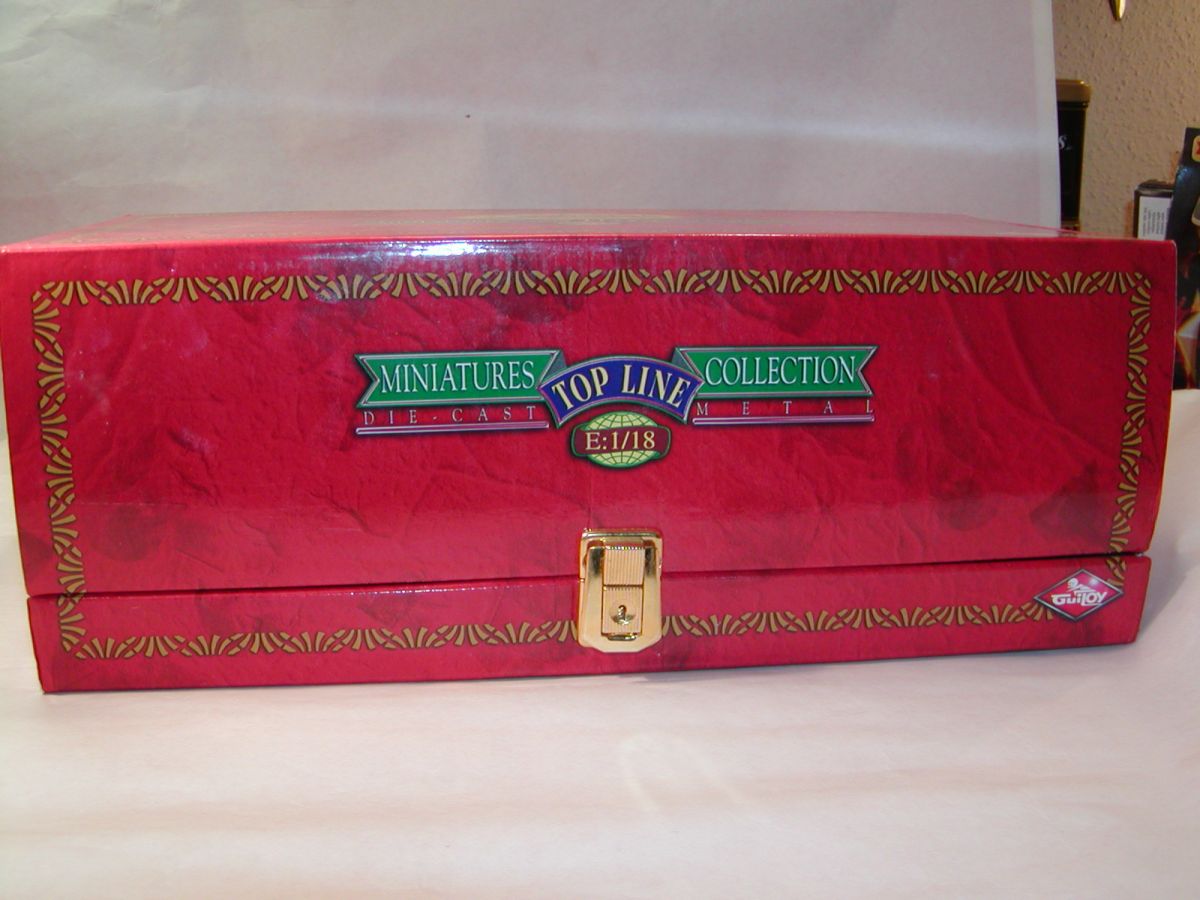 MINIATURES TOP LINE COLLECTION
DIE-CAST METAL
E:1/18
GUILOY